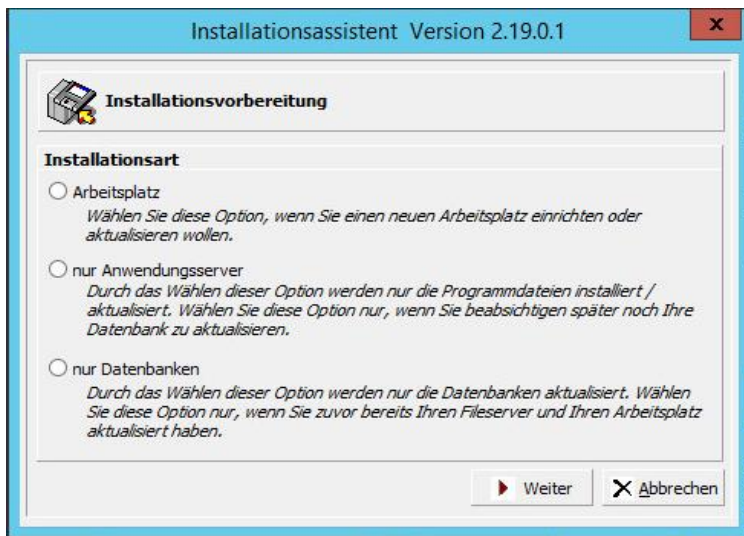 Installationsassistent Version 2.19.0.1
x
Installationsvorbereitung
Installationsart
Arbeitsplatz
Wählen Sie diese Option, wenn Sie einen neuen Arbeitsplatz einrichten oder
aktualisieren wollen.
nur Anwendungsserver
Durch das Wählen dieser Option werden nur die Programmdateien installiert /
aktualisiert. Wählen Sie diese Option nur, wenn Sie beabsichtigen später noch Ihre
Datenbank zu aktualisieren.
nur Datenbanken
Durch das Wählen dieser Option werden nur die Datenbanken aktualisiert. Wählen
Sie diese Option nur, wenn Sie zuvor bereits Ihren Fileserver und Ihren Arbeitsplatz
aktualisiert haben.
Weiter Abbrechen